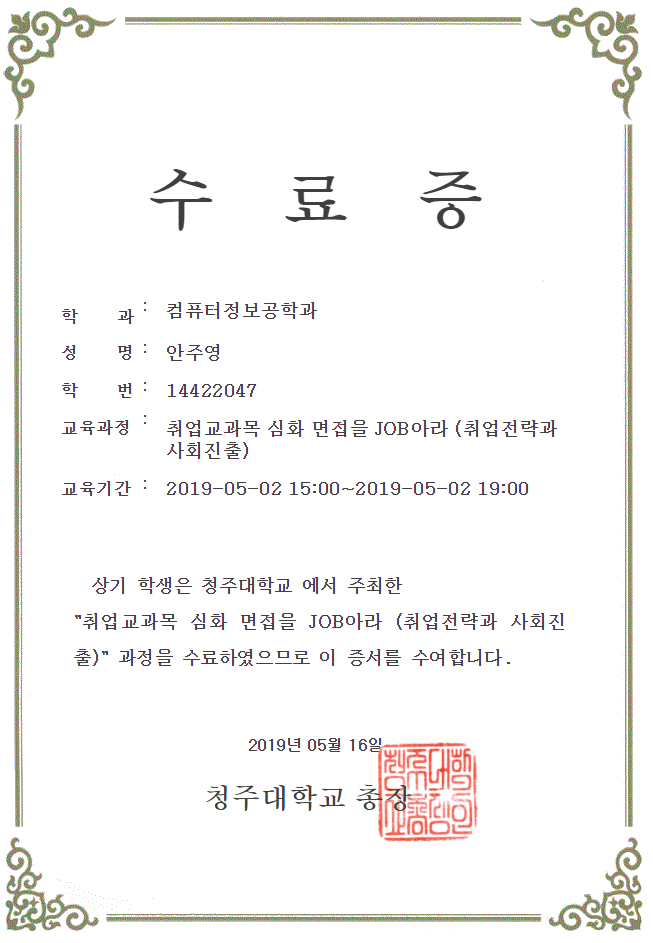 수 료 증
학 과 : 컴퓨터정보공학과
성 명 : 안주영
학 번 : 14422047
교육과정 : 취업교과목 심화 면접을 JOB아라 (취업전략과
사회진출)
교육기간 : 2019-05-02 15:00~2019-05-02 19:00
상기 학생은 청주대학교 에서 주최한
"취업교과목 심화 면접을 JOB아라 (취업전략과 사회진
출)" 과정을 수료하였으므로 이 증서를 수여합니다.
2019년 05월 16일
청주대학교 총장